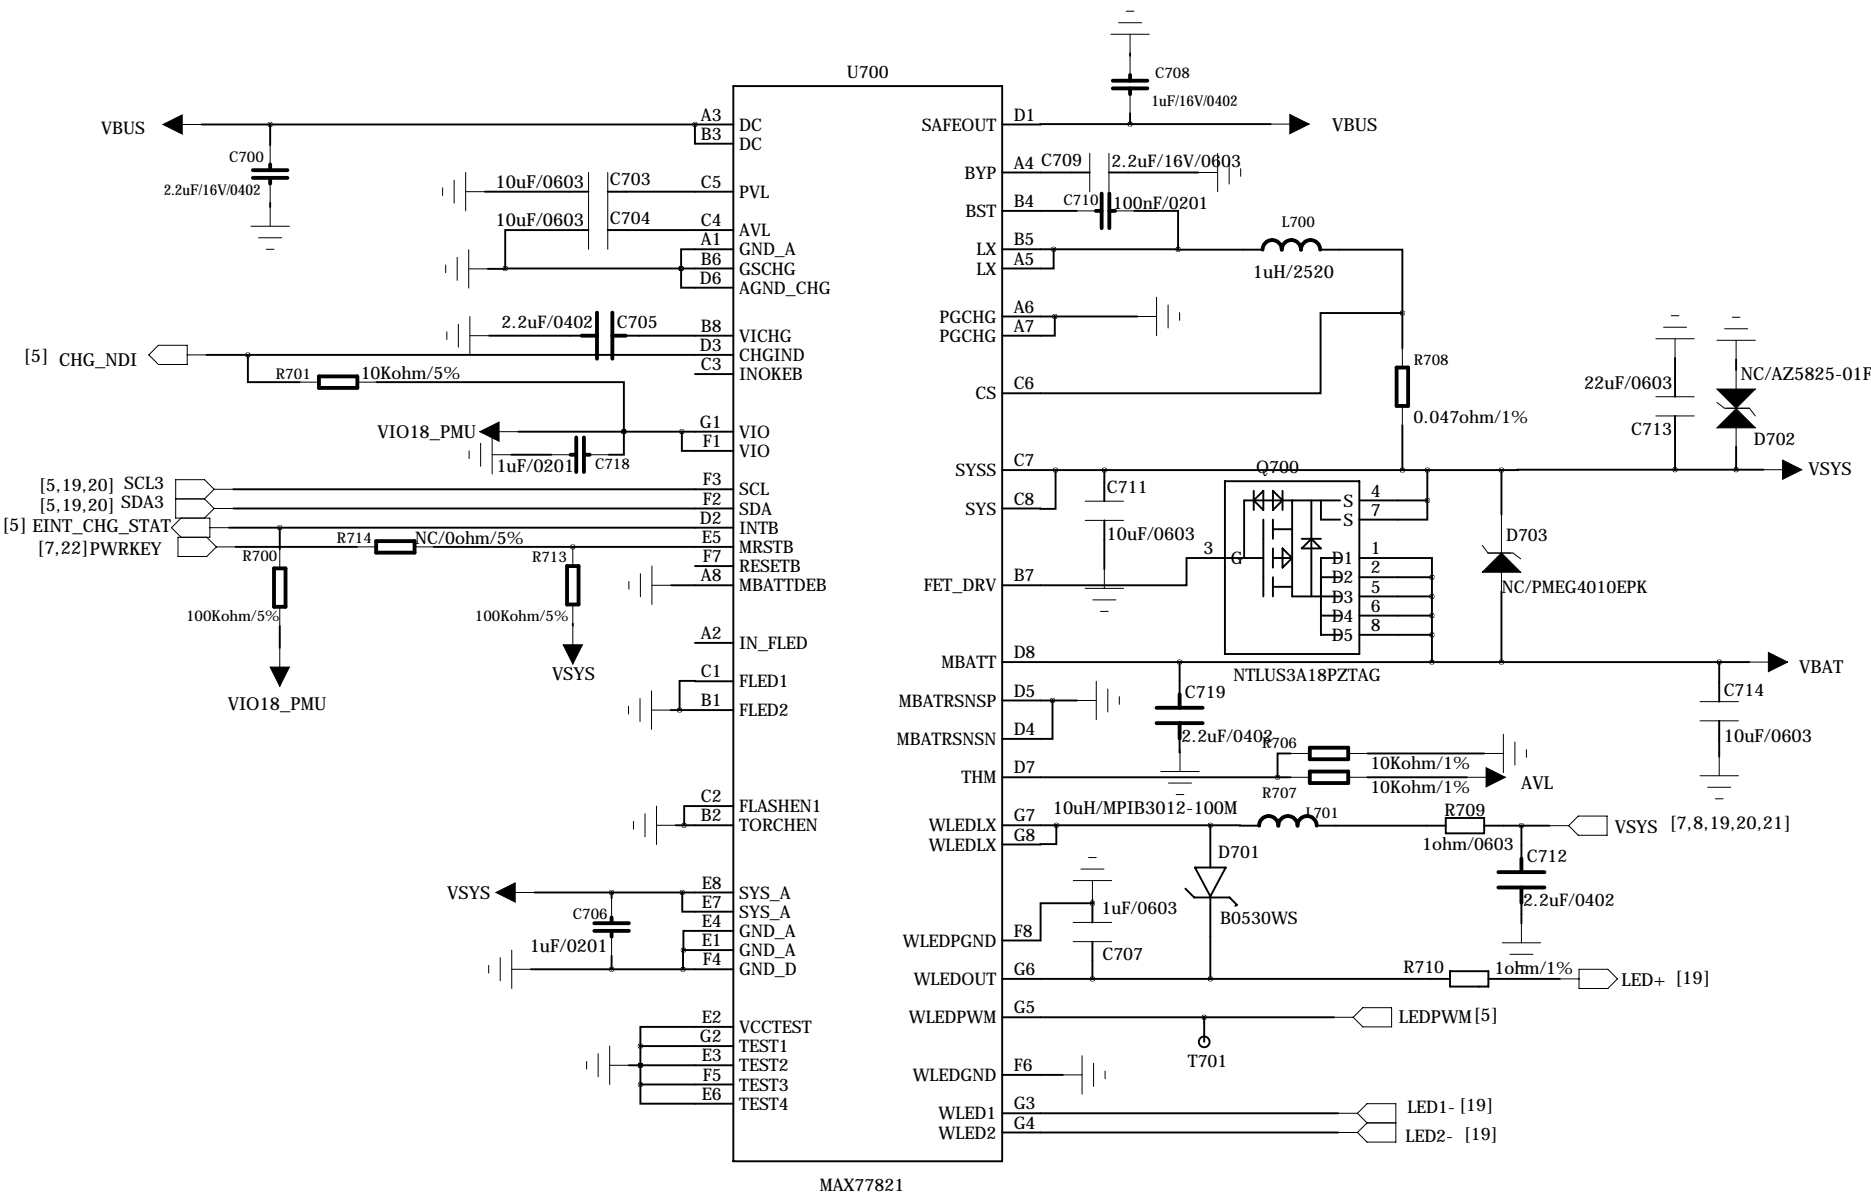 U700
MAX77821
VBUS
C700
2.2uF/16V/0402
A3 DC
B3 DC
10uF/0603 C703 C5 PVL
10uF/0603 C704 C4 AVL
A1 GND_A
B6 GSCHG
D6 AGND_CHG
2.2uF/0402 C705 B8 VICHG
[5] CHG_NDI D3 CHGIND
C3 INOKEB
R701 10Kohm/5%
VIO18_PMU G1 VIO
F1 VIO
1uF/0201 C718
[5,19,20] SCL3 F3 SCL
[5,19,20] SDA3 F2 SDA
[5] EINT_CHG_STAT D2 INTB
[7,22]PWRKEY R714 NC/0ohm/5% E5 MRSTB
R700
100Kohm/5%
VIO18_PMU
R713
100Kohm/5%
VSYS
F7 RESETB
A8 MBATTDEB
A2 IN_FLED
C1 FLED1
B1 FLED2
C2 FLASHEN1
B2 TORCHEN
VSYS E8 SYS_A
E7 SYS_A
C706
1uF/0201
E4 GND_A
E1 GND_A
F4 GND_D
E2 VCCTEST
G2 TEST1
E3 TEST2
F5 TEST3
E6 TEST4
C708
1uF/16V/0402
SAFEOUT D1 VBUS
BYP A4 C709 2.2uF/16V/0603
BST B4 C710 100nF/0201
LX B5
LX A5
L700
1uH/2520
PGCHG A6
PGCHG A7
CS C6
R708
0.047ohm/1%
22uF/0603
C713
NC/AZ5825-01F
D702
SYSS C7 VSYS
SYS C8
C711
10uF/0603
Q700
S 4
S 7
3 G
D1 1
D2 2
D3 5
D4 6
D5 8
NTLUS3A18PZTAG
D703
NC/PMEG4010EPK
FET_DRV B7
MBATT D8 VBAT
MBATRSNSP D5
MBATRSNSN D4
C719
2.2uF/0402
C714
10uF/0603
THM D7
R706 10Kohm/1%
R707 10Kohm/1% AVL
10uH/MPIB3012-100M
L701
WLEDLX G7
WLEDLX G8
R709
1ohm/0603
VSYS [7,8,19,20,21]
C712
2.2uF/0402
D701
B0530WS
1uF/0603
C707
WLEDPGND F8
WLEDOUT G6 R710 1ohm/1% LED+ [19]
WLEDPWM G5 LEDPWM[5]
T701
WLEDGND F6
WLED1 G3 LED1- [19]
WLED2 G4 LED2- [19]